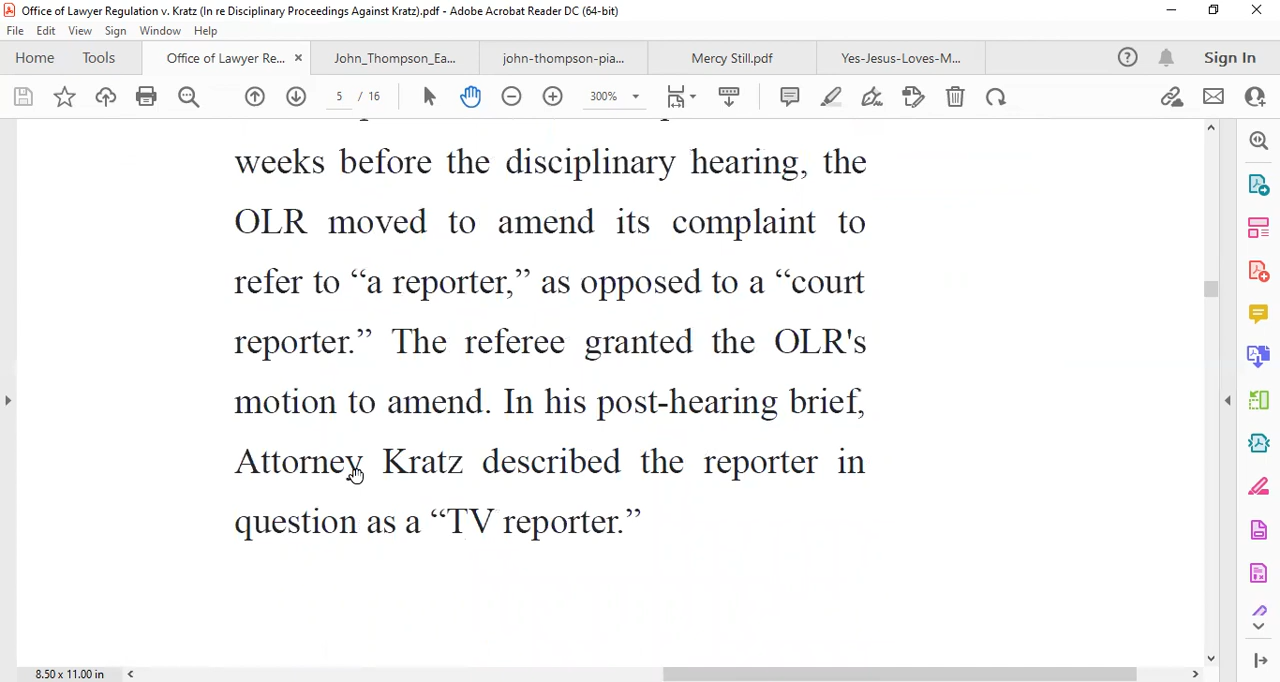 Office of Lawyer Regulation v. Kratz (In re Disciplinary Proceedings Against Kratz).pdf - Adobe Acrobat Reader DC (64-bit)
File Edit View Sign Window Help
Home Tools Office of Lawyer Re... × John_Thompson_Ea... john-thompson-pia... Mercy Still.pdf Yes-Jesus-Loves-M... Sign In
5 / 16 300%
weeks before the disciplinary hearing, the
OLR moved to amend its complaint to
refer to “a reporter,” as opposed to a “court
reporter.” The referee granted the OLR's
motion to amend. In his post-hearing brief,
Attorney Kratz described the reporter in
question as a “TV reporter.”
8.50 x 11.00 in